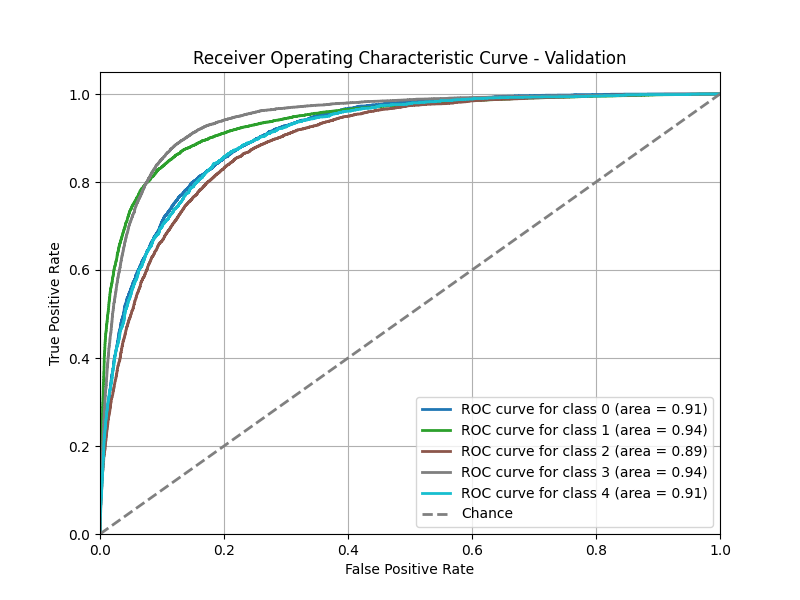 Receiver Operating Characteristic Curve - Validation
True Positive Rate
1.0
0.8
0.6
0.4
0.2
0.0
ROC curve for class 0 (area = 0.91)
ROC curve for class 1 (area = 0.94)
ROC curve for class 2 (area = 0.89)
ROC curve for class 3 (area = 0.94)
ROC curve for class 4 (area = 0.91)
Chance
0.0 0.2 0.4 0.6 0.8 1.0
False Positive Rate